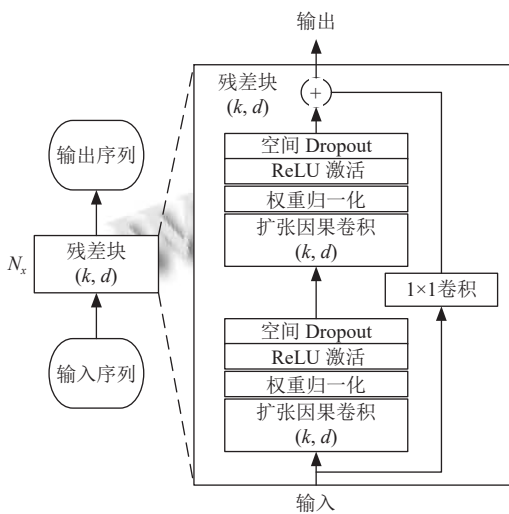 输出
残差块
(k, d)
+
空间 Dropout
ReLU 激活
权重归一化
扩张因果卷积
(k, d)
1×1卷积
空间 Dropout
ReLU 激活
权重归一化
扩张因果卷积
(k, d)
输入
输出序列
Nx
残差块
(k, d)
输入序列